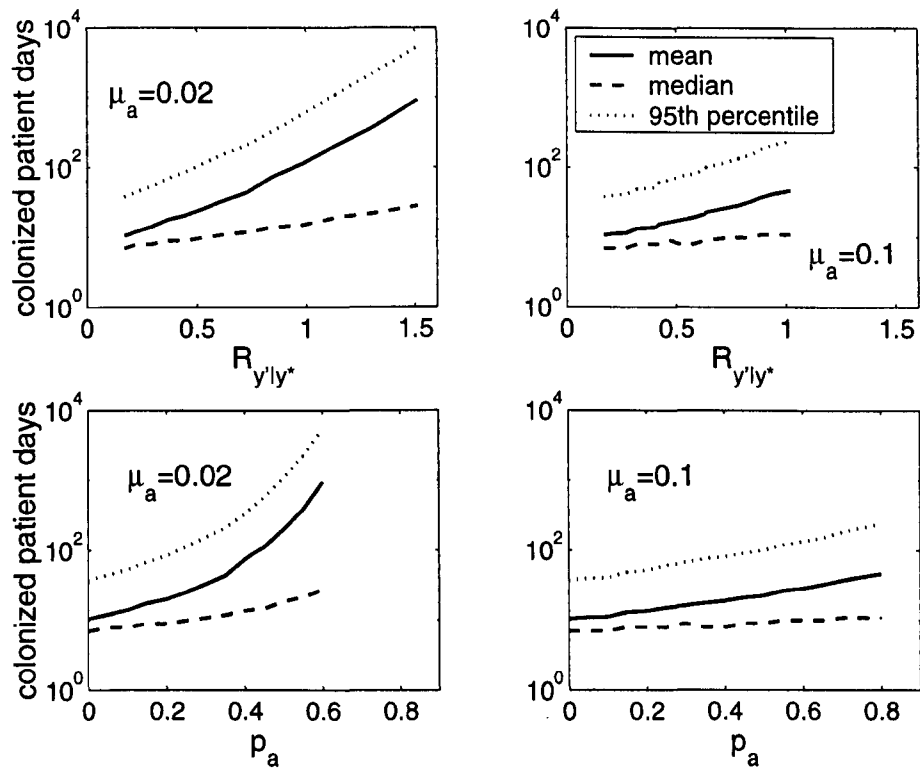 colonized patient days
10^4
10^2
10^0
μ_a=0.02
0 0.5 1 1.5
R_y'|y*
10^4
10^2
10^0
mean
median
95th percentile
μ_a=0.1
0 0.5 1 1.5
R_y'|y*
colonized patient days
10^4
10^2
10^0
μ_a=0.02
0 0.2 0.4 0.6 0.8
p_a
10^4
10^2
10^0
μ_a=0.1
0 0.2 0.4 0.6 0.8
p_a